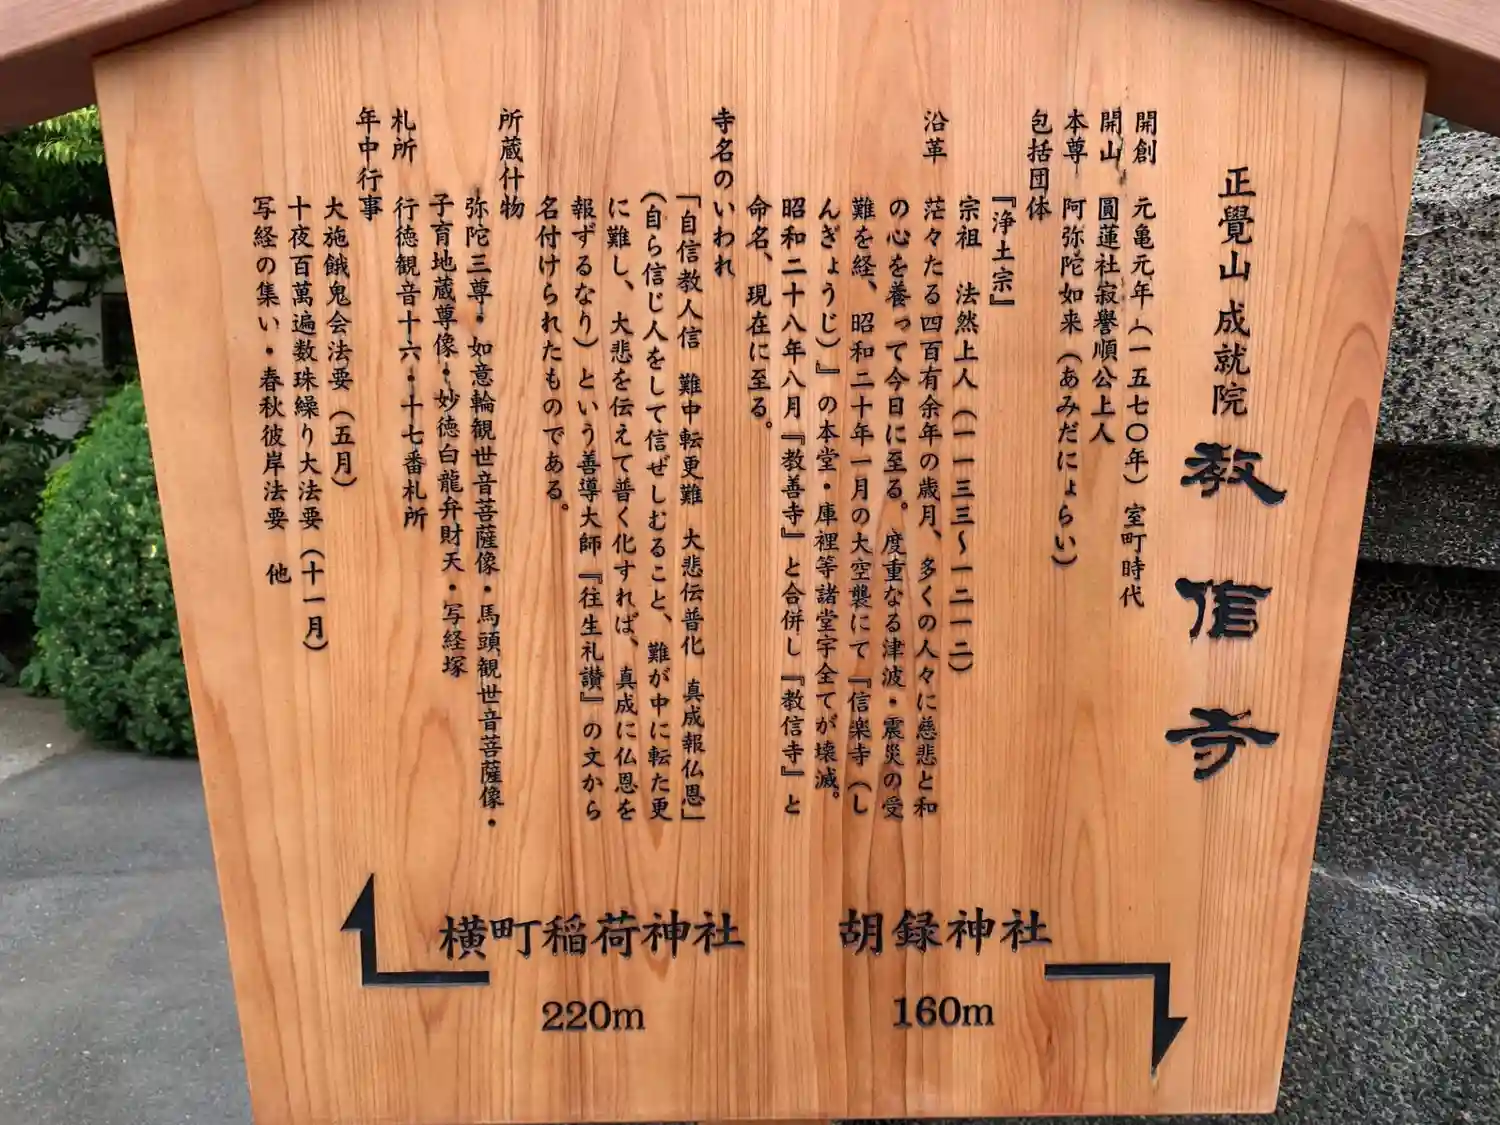 正覺山 成就院 教信寺
開創 元亀元年（一五七〇年）室町時代
開山 圓蓮社寂譽順公上人
本尊 阿弥陀如来（あみだにょらい）
包括団体
『浄土宗』
宗祖 法然上人（一一三三～一二一二）
沿革 茫々たる四百有余年の歳月、多くの人々に慈悲と和
の心を養って今日に至る。度重なる津波・震災の受
難を経、昭和二十年一月の大空襲にて『信楽寺（し
んぎょうじ）』の本堂・庫裡等諸堂宇全てが壊滅。
昭和二十八年八月『教善寺』と合併し『教信寺』と
命名、現在に至る。
寺名のいわれ
「自信教人信 難中転更難 大悲伝普化 真成報仏恩」
（自ら信じ人をして信ぜしむること、難が中に転た更
に難し、大悲を伝えて普く化すれば、真成に仏恩を
報ずるなり）という善導大師『往生礼讃』の文から
名付けられたものである。
所蔵什物
弥陀三尊・如意輪観世音菩薩像・馬頭観世音菩薩像・
子育地蔵尊像・妙徳白龍弁財天・写経塚
札所 行徳観音十六・十七番札所
年中行事
大施餓鬼会法要（五月）
十夜百萬遍数珠繰り大法要（十一月）
写経の集い・春秋彼岸法要 他
横町稲荷神社
220m
胡録神社
160m